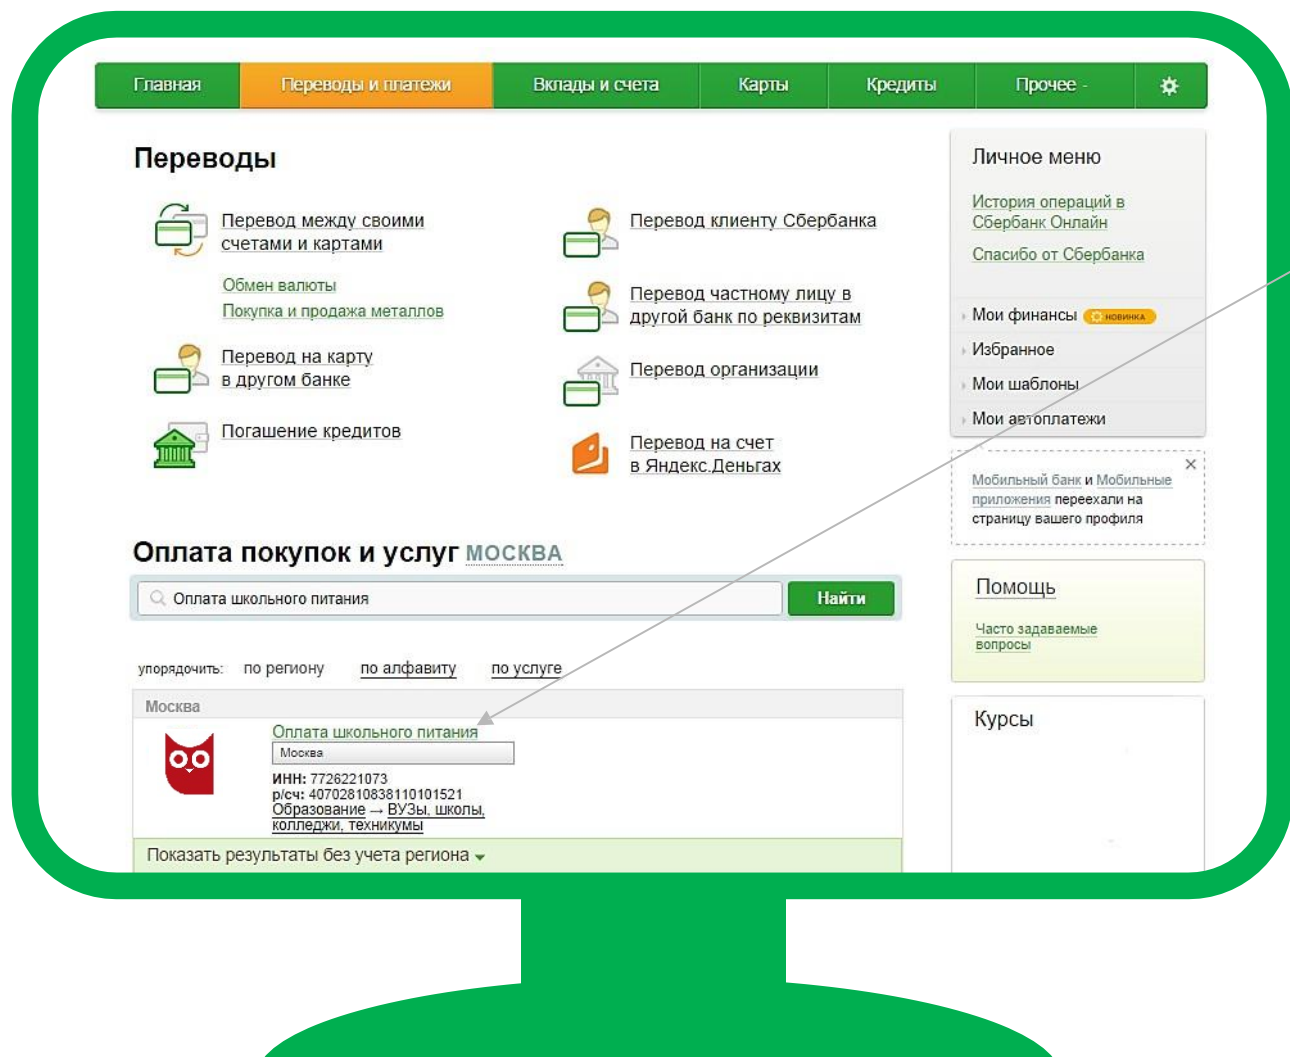 Главная
Переводы и платежи
Вклады и счета
Карты
Кредиты
Прочее
Переводы
Перевод между своими
счетами и картами
Обмен валюты
Покупка и продажа металлов
Перевод на карту
в другом банке
Погашение кредитов
Перевод клиенту Сбербанка
Перевод частному лицу в
другой банк по реквизитам
Перевод организации
Перевод на счет
в Яндекс.Деньгах
Оплата покупок и услуг МОСКВА
Оплата школьного питания
Найти
упорядочить: по региону по алфавиту по услуге
Москва
Оплата школьного питания
Москва
ИНН: 7726221073
р/сч: 40702810838110101521
Образование → ВУЗы, школы,
колледжи, техникумы
Показать результаты без учета региона
Личное меню
История операций в
Сбербанк Онлайн
Спасибо от Сбербанка
Мои финансы НОВИНКА
Избранное
Мои шаблоны
Мои автоплатежи
Мобильный банк и Мобильные
приложения переехали на
страницу вашего профиля
Помощь
Часто задаваемые
вопросы
Курсы